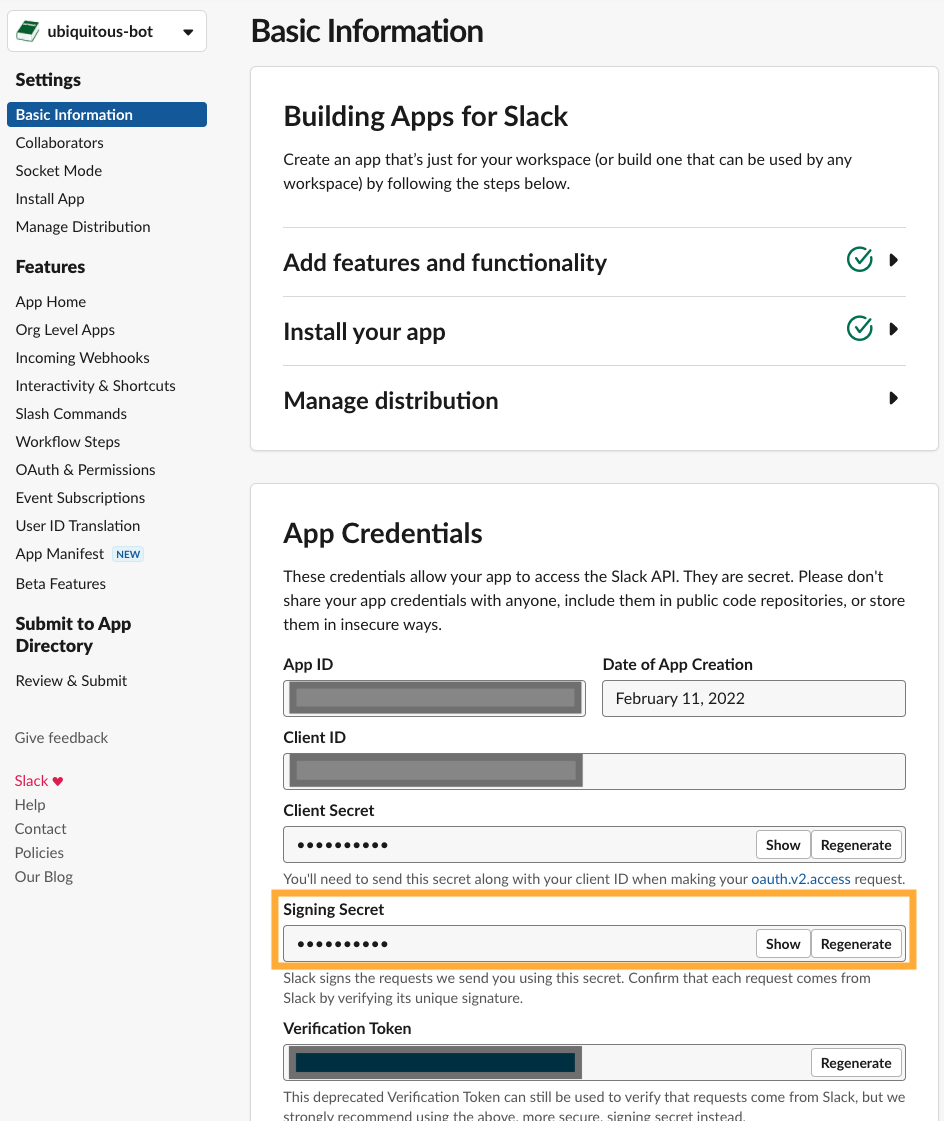 ubiquitous-bot
Settings
Basic Information
Collaborators
Socket Mode
Install App
Manage Distribution
Features
App Home
Org Level Apps
Incoming Webhooks
Interactivity & Shortcuts
Slash Commands
Workflow Steps
OAuth & Permissions
Event Subscriptions
User ID Translation
App Manifest NEW
Beta Features
Submit to App
Directory
Review & Submit
Give feedback
Slack ♥
Help
Contact
Policies
Our Blog
Basic Information
Building Apps for Slack
Create an app that’s just for your workspace (or build one that can be used by any
workspace) by following the steps below.
Add features and functionality
Install your app
Manage distribution
App Credentials
These credentials allow your app to access the Slack API. They are secret. Please don't
share your app credentials with anyone, include them in public code repositories, or store
them in insecure ways.
App ID
Date of App Creation
February 11, 2022
Client ID
Client Secret
•••••••••• Show Regenerate
You'll need to send this secret along with your client ID when making your oauth.v2.access request.
Signing Secret
•••••••••• Show Regenerate
Slack signs the requests we send you using this secret. Confirm that each request comes from
Slack by verifying its unique signature.
Verification Token
Regenerate
This deprecated Verification Token can still be used to verify that requests come from Slack, but we
strongly recommend using the above, more secure, signing secret instead.